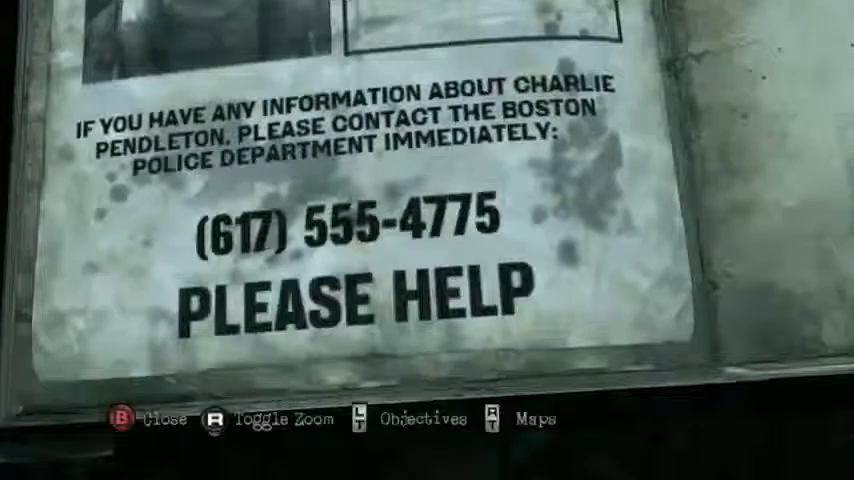 IF YOU HAVE ANY INFORMATION ABOUT CHARLIE
PENDLETON, PLEASE CONTACT THE BOSTON
POLICE DEPARTMENT IMMEDIATELY:
(617) 555-4775
PLEASE HELP
B Close R Toggle Zoom LT Objectives RT Maps